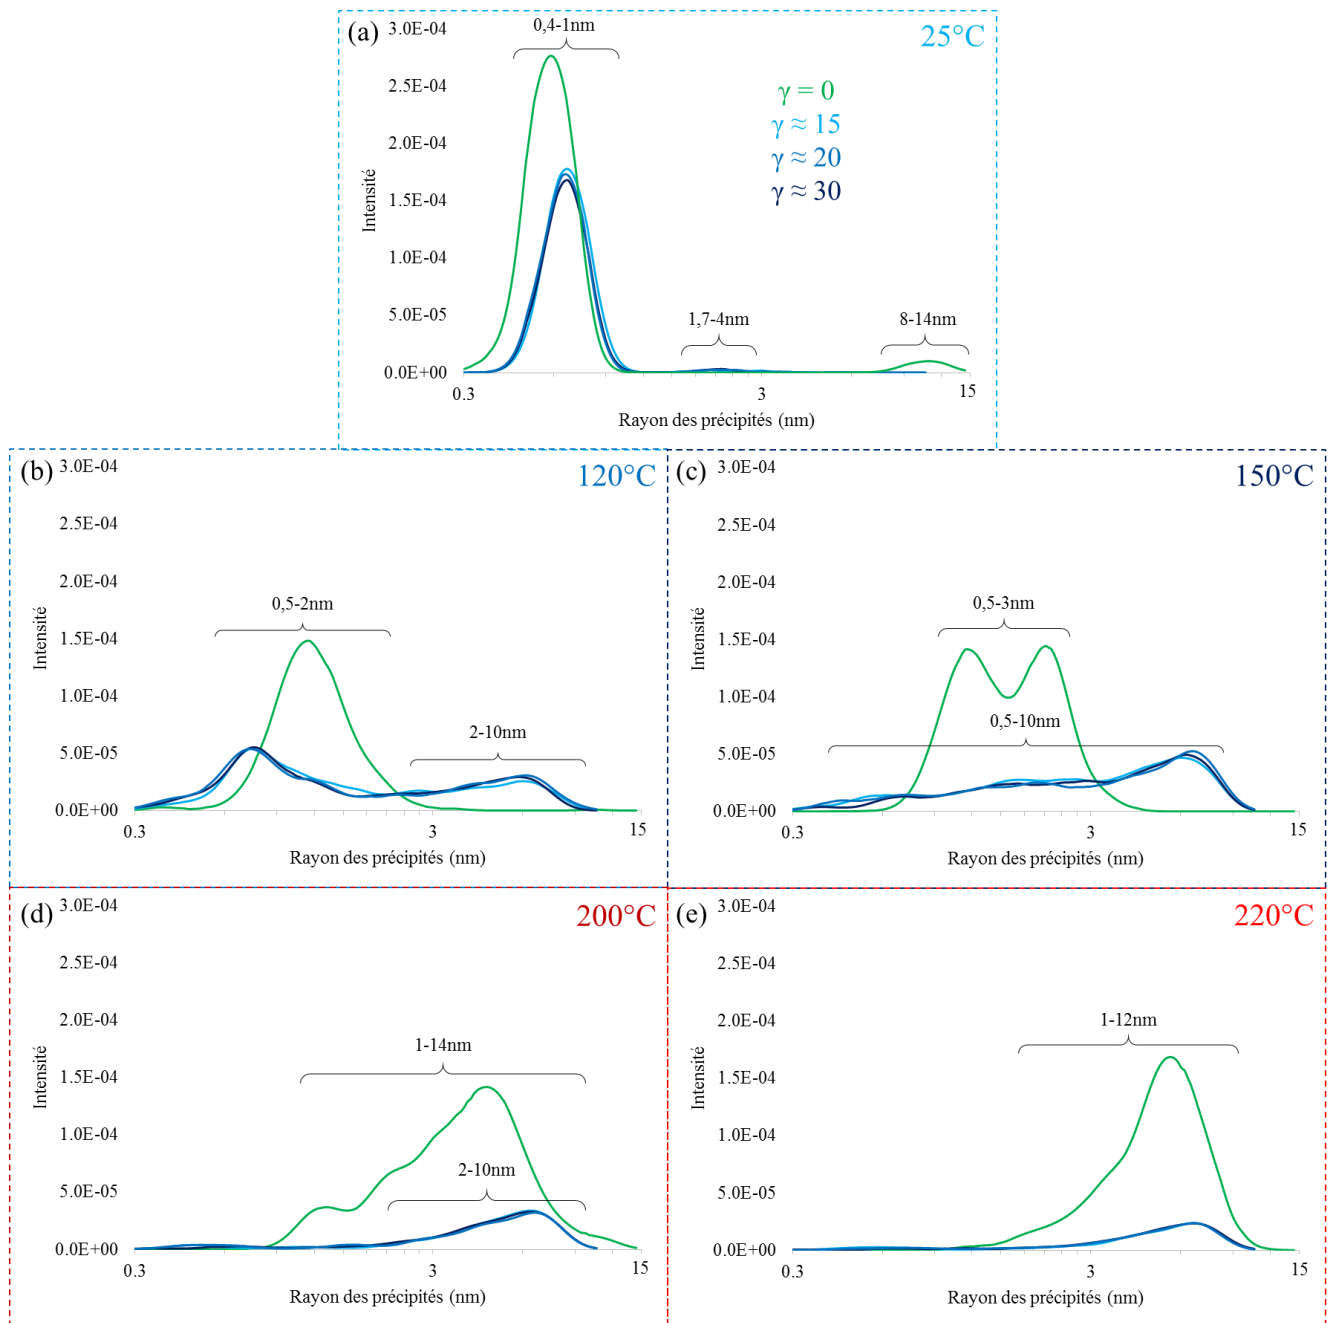 (a)
25°C
3.0E-04
2.5E-04
2.0E-04
1.5E-04
1.0E-04
5.0E-05
0.0E+00
Intensité
0,4-1nm
γ = 0
γ ≈ 15
γ ≈ 20
γ ≈ 30
1,7-4nm
8-14nm
0.3
3
15
Rayon des précipités (nm)
(b)
120°C
3.0E-04
2.5E-04
2.0E-04
1.5E-04
1.0E-04
5.0E-05
0.0E+00
Intensité
0,5-2nm
2-10nm
0.3
3
15
Rayon des précipités (nm)
(c)
150°C
3.0E-04
2.5E-04
2.0E-04
1.5E-04
1.0E-04
5.0E-05
0.0E+00
Intensité
0,5-3nm
0,5-10nm
0.3
3
15
Rayon des précipités (nm)
(d)
200°C
3.0E-04
2.5E-04
2.0E-04
1.5E-04
1.0E-04
5.0E-05
0.0E+00
Intensité
1-14nm
2-10nm
0.3
3
15
Rayon des précipités (nm)
(e)
220°C
3.0E-04
2.5E-04
2.0E-04
1.5E-04
1.0E-04
5.0E-05
0.0E+00
Intensité
1-12nm
0.3
3
15
Rayon des précipités (nm)